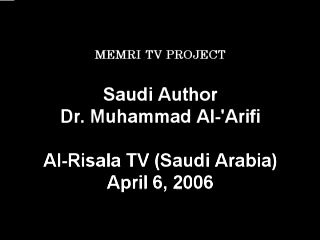 MEMRI TV PROJECT
Saudi Author
Dr. Muhammad Al-'Arifi
Al-Risala TV (Saudi Arabia)
April 6, 2006